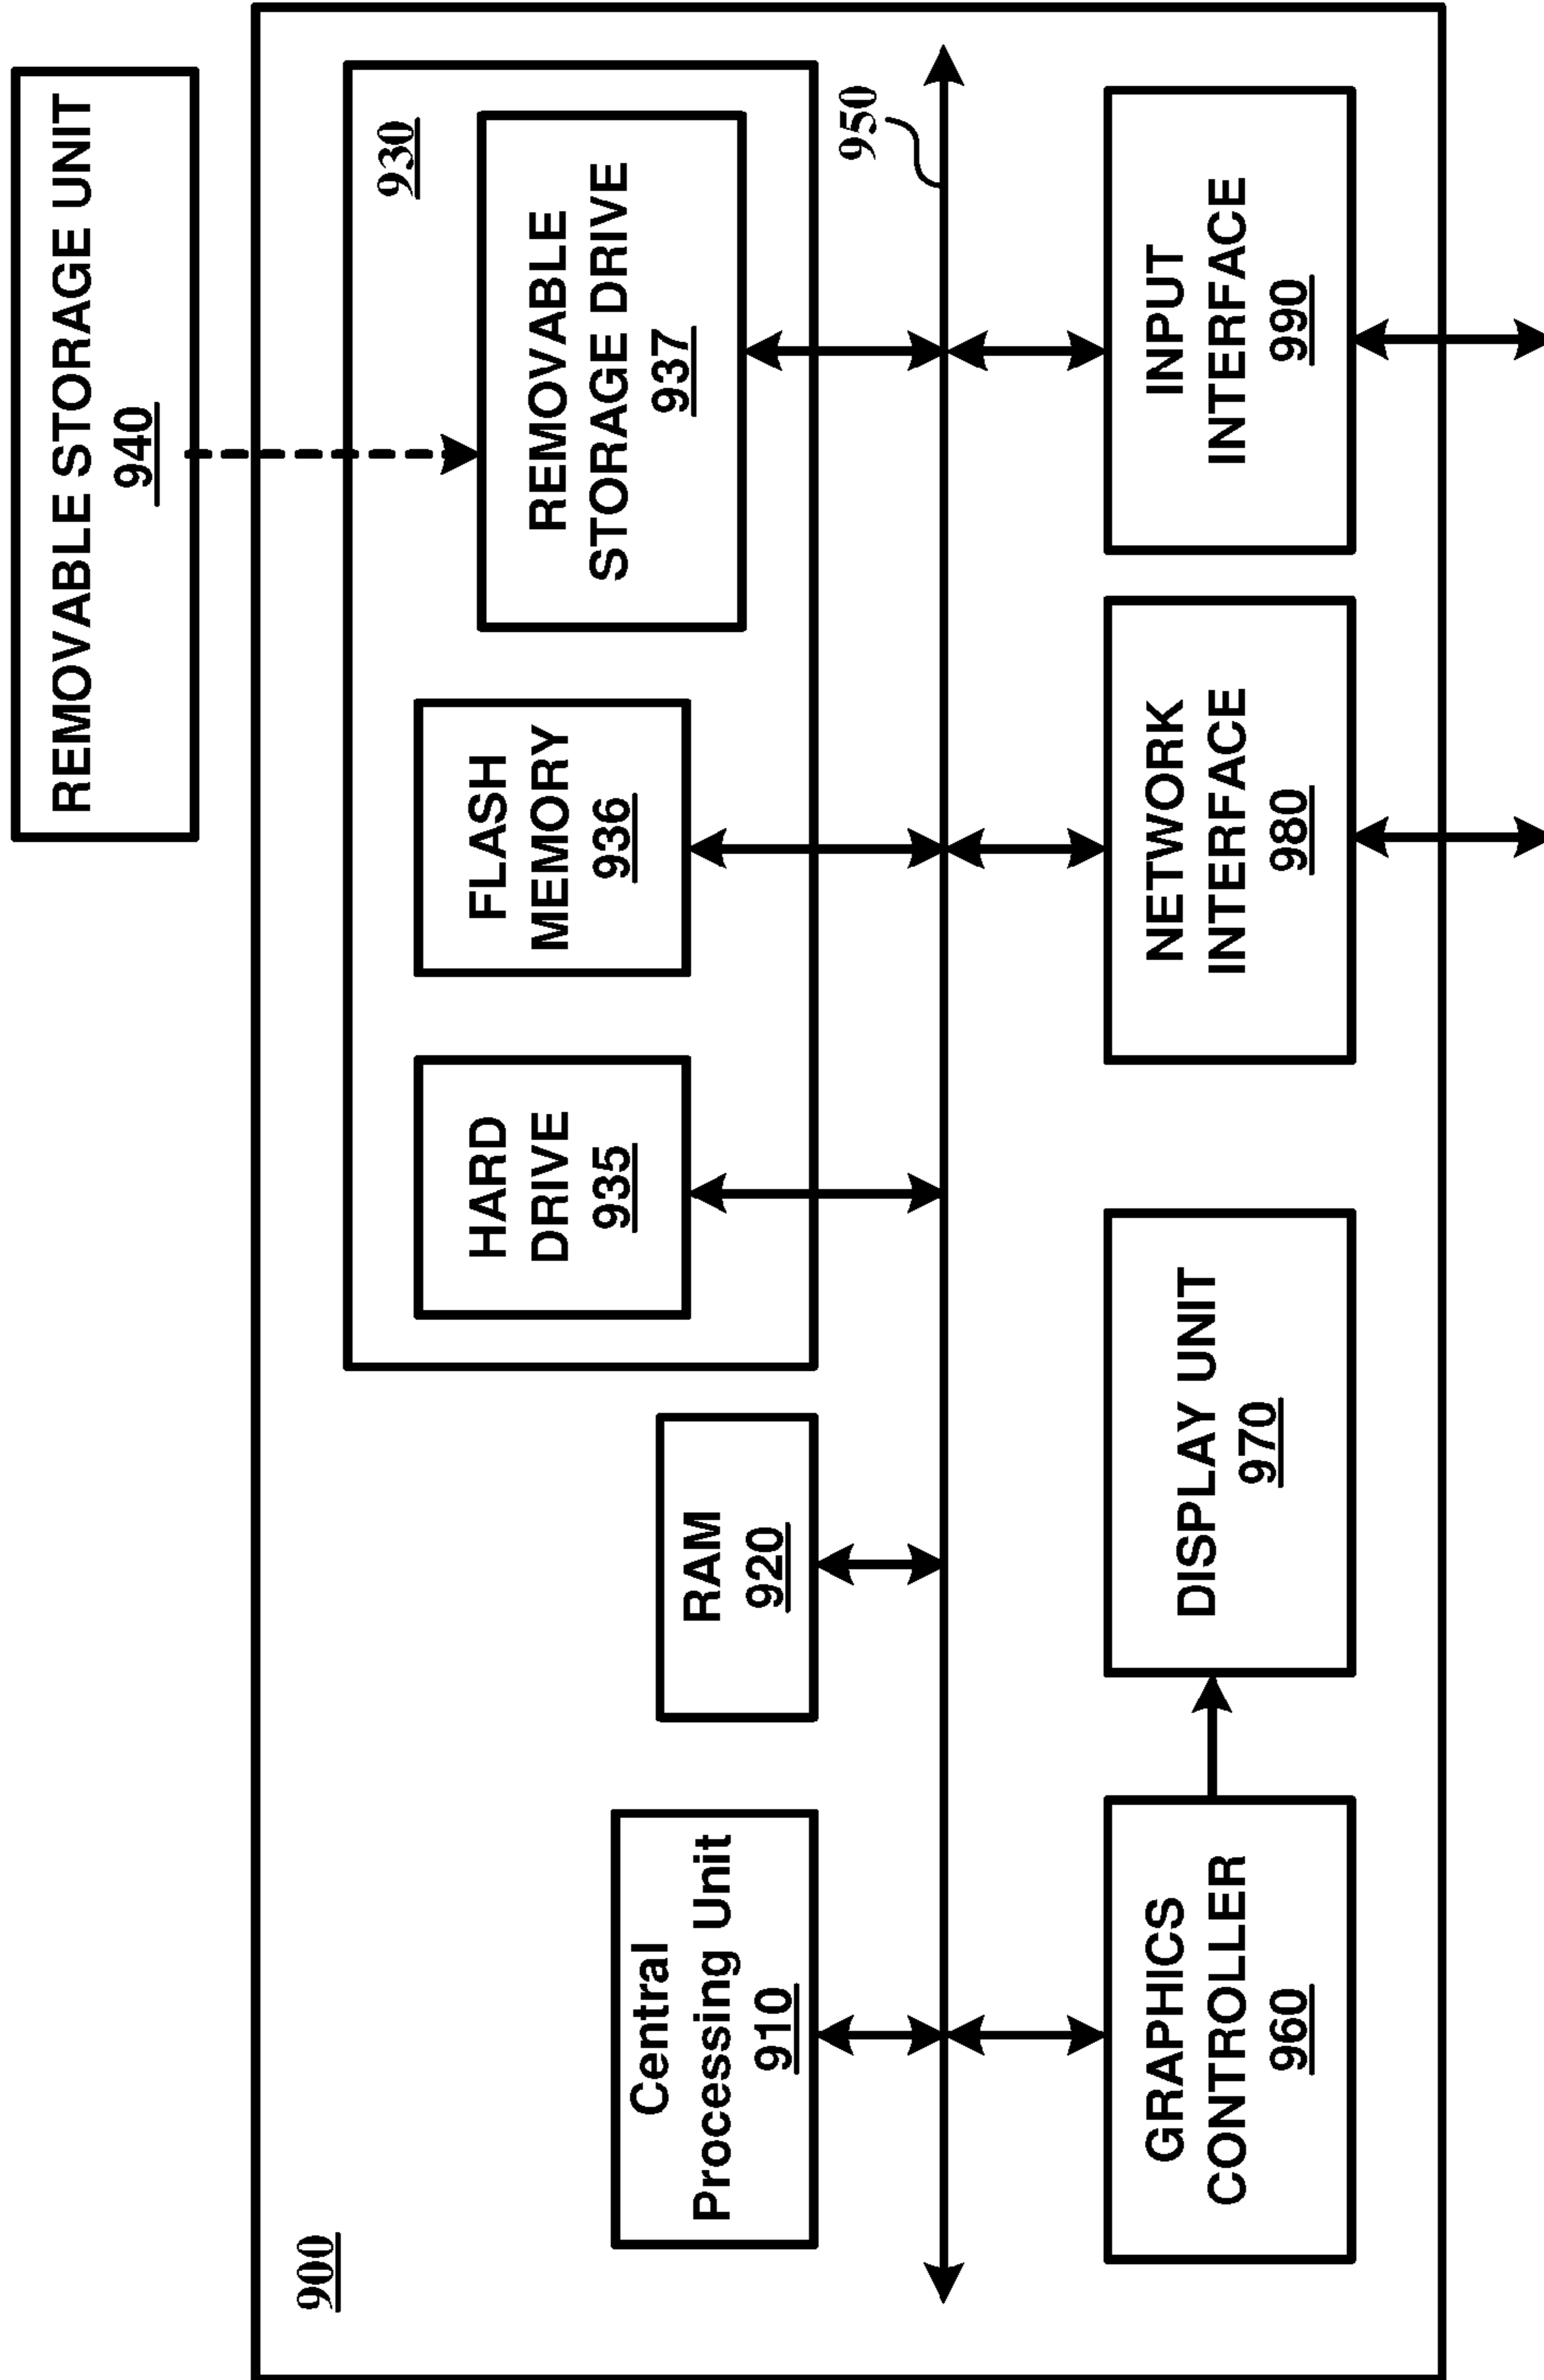 REMOVABLE STORAGE UNIT
940
900
930
HARD
DRIVE
935
FLASH
MEMORY
936
REMOVABLE
STORAGE DRIVE
937
Central
Processing Unit
910
RAM
920
950
GRAPHICS
CONTROLLER
960
DISPLAY UNIT
970
NETWORK
INTERFACE
980
INPUT
INTERFACE
990